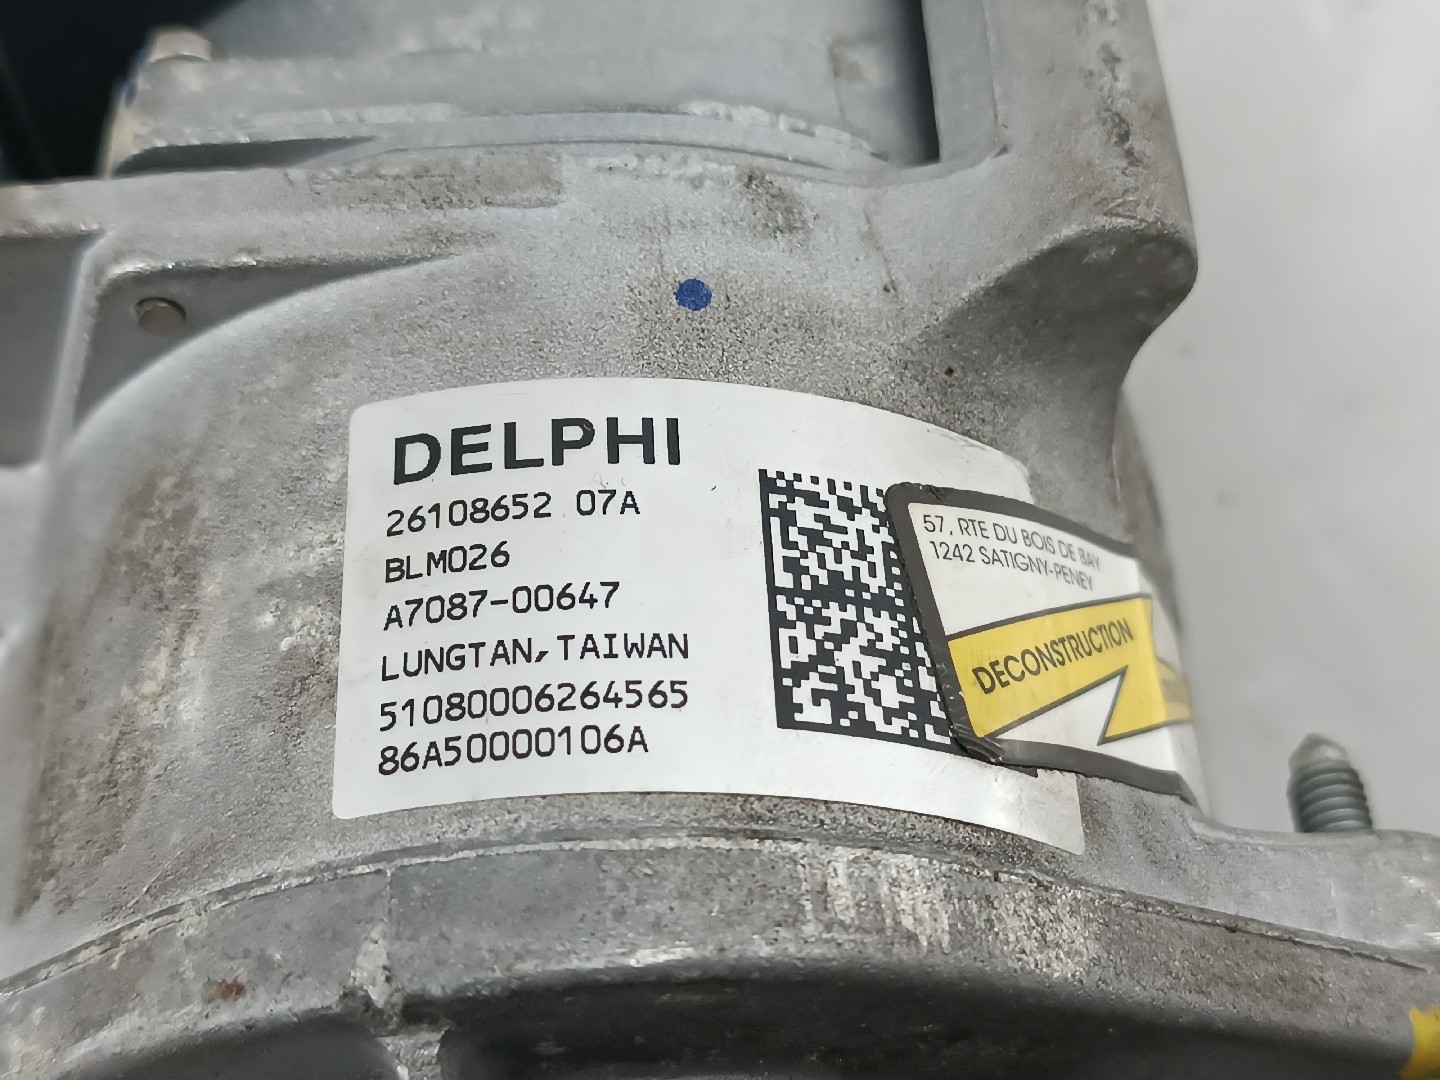 DELPHI
26108652 07A
BLM026
A7087-00647
LUNGTAN, TAIWAN
51080006264565
86A50000106A
57, RTE DU BOIS DE BAY
1242 SATIGNY-PENEY
DECONSTRUCTION